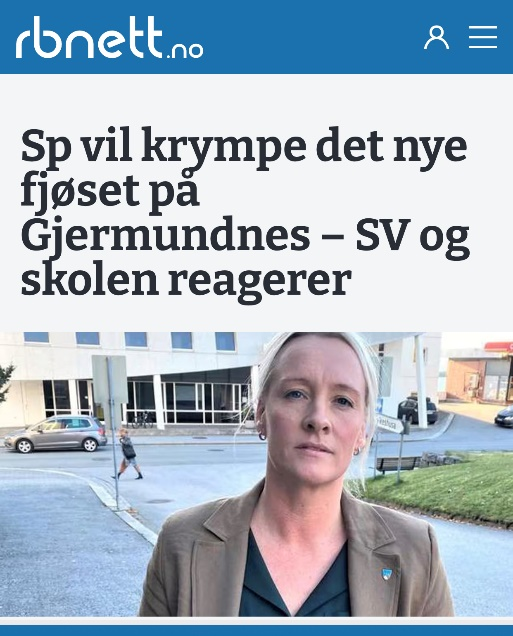 rbnett.no
Sp vil krympe det nye
fjøset på
Gjermundnes – SV og
skolen reagerer